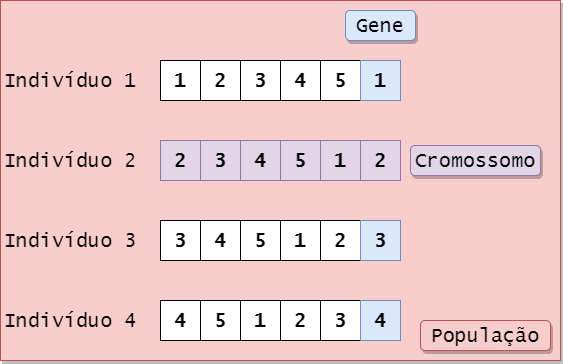 Gene
Indivíduo 1 1 2 3 4 5 1
Indivíduo 2 2 3 4 5 1 2 Cromossomo
Indivíduo 3 3 4 5 1 2 3
Indivíduo 4 4 5 1 2 3 4
População